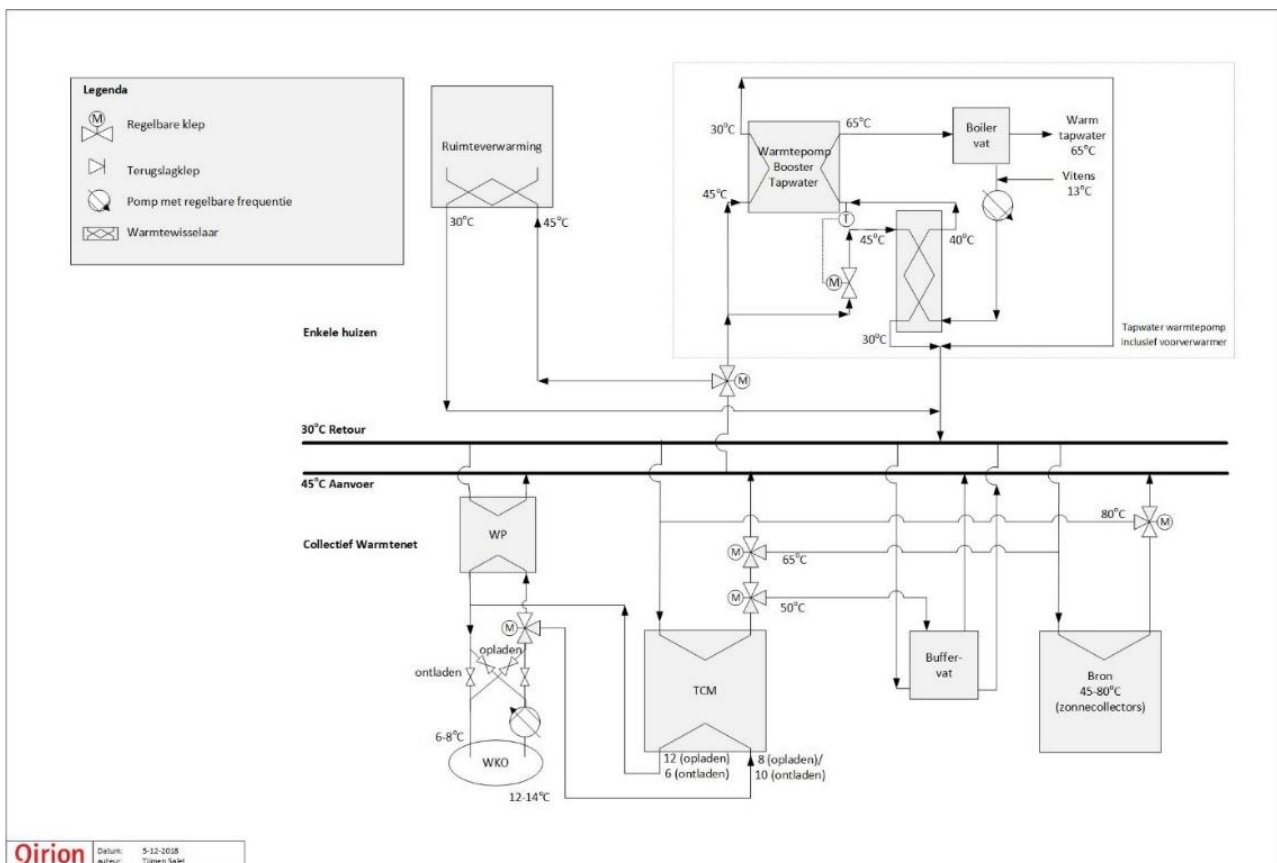 Legenda
M
Regelbare klep
Terugslagklep
Pomp met regelbare frequentie
Warmtewisselaar
Ruimteverwarming
30°C
45°C
30°C
45°C
Warmtepomp
Booster
Tapwater
65°C
Boiler
vat
Warm
tapwater
65°C
Vitens
13°C
T
M
45°C
40°C
30°C
Tapwater warmtepomp
inclusief voorverwarmer
Enkele huizen
M
30°C Retour
45°C Aanvoer
Collectief Warmtenet
WP
M
opladen
ontladen
6-8°C
WKO
12-14°C
M
65°C
M
50°C
TCM
12 (opladen)
6 (ontladen)
8 (opladen)/
10 (ontladen)
Buffer-
vat
80°C
M
Bron
45-80°C
(zonnecollectors)
Qirion
Datum: 5-12-2018
auteur: Tijmen Salet